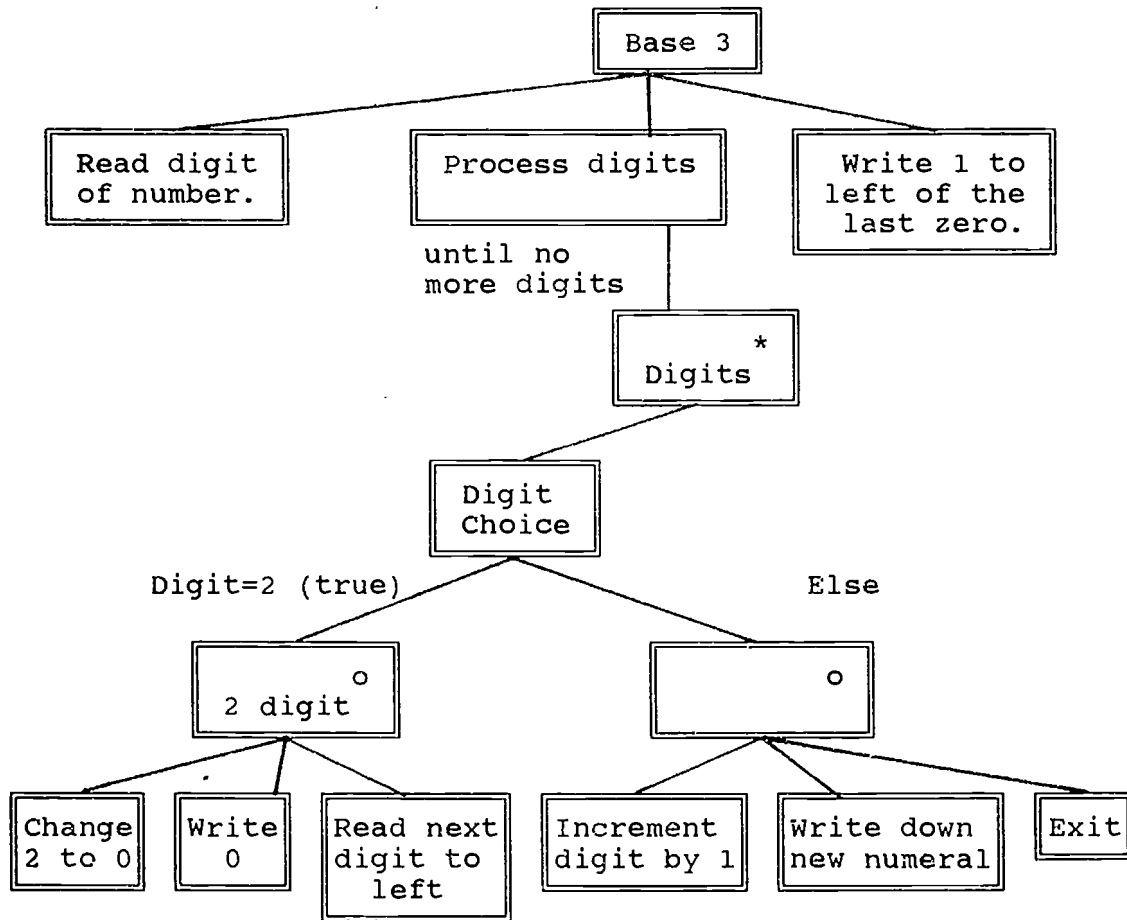 Base 3
Read digit
of number.
Process digits
Write 1 to
left of the
last zero.
until no
more digits
*
Digits
Digit
Choice
Digit=2 (true)
Else
o
2 digit
o
Change
2 to 0
Write
0
Read next
digit to
left
Increment
digit by 1
Write down
new numeral
Exit